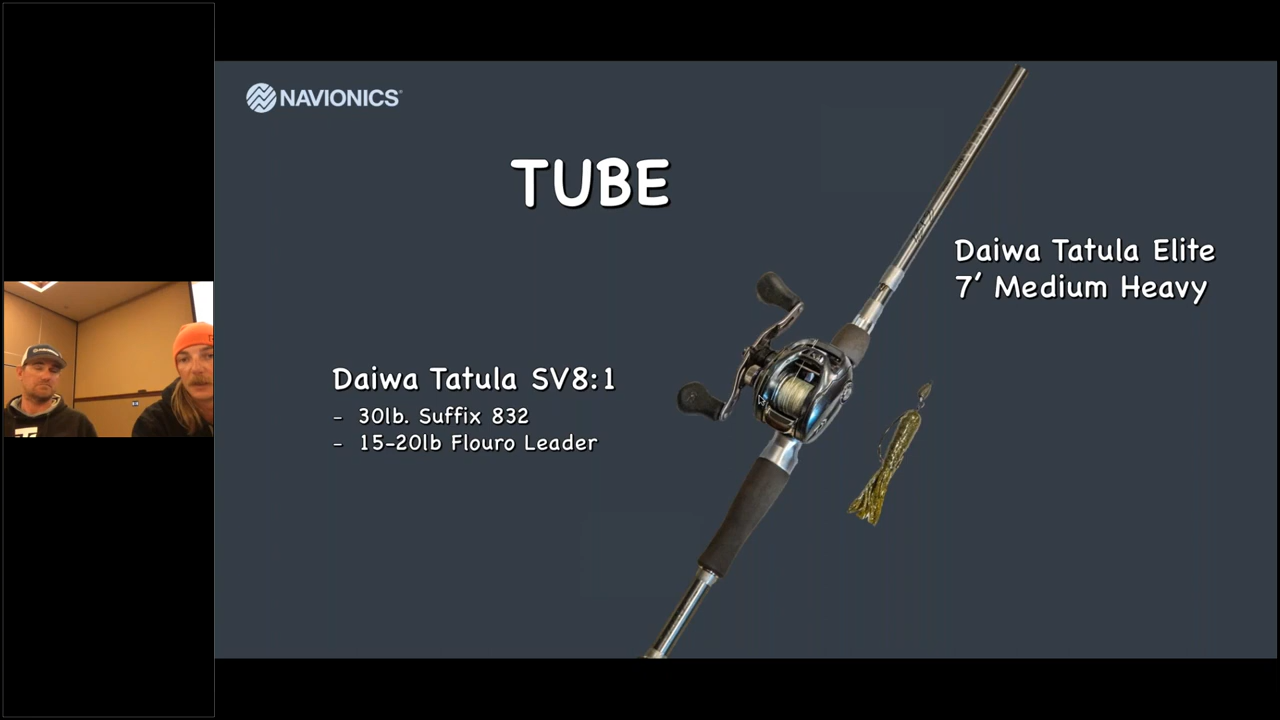 NAVIONICS
TUBE
Daiwa Tatula Elite
7' Medium Heavy
Daiwa Tatula SV8:1
- 30lb. Suffix 832
- 15-20lb Flouro Leader